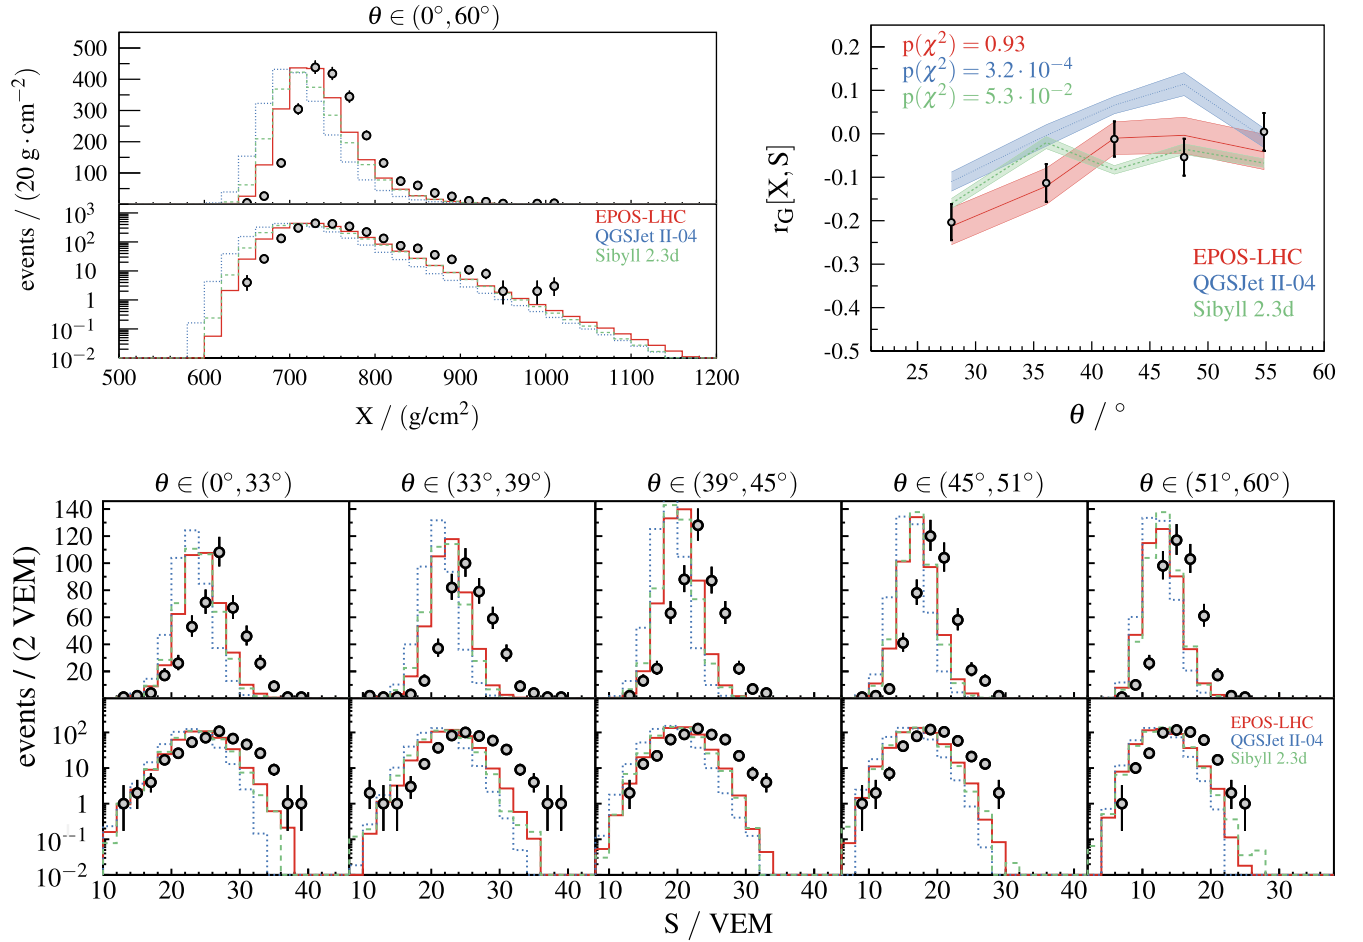 θ ∈ (0°, 60°)
events / (20 g · cm⁻²)
500
400
300
200
100
10³
10²
10
1
10⁻¹
10⁻²
EPOS-LHC
QGSJet II-04
Sibyll 2.3d
500 600 700 800 900 1000 1100 1200
X / (g/cm²)
p(χ²) = 0.93
p(χ²) = 3.2 · 10⁻⁴
p(χ²) = 5.3 · 10⁻²
r_G[X, S]
0.2
0.1
0.0
-0.1
-0.2
-0.3
-0.4
-0.5
EPOS-LHC
QGSJet II-04
Sibyll 2.3d
25 30 35 40 45 50 55 60
θ / °
θ ∈ (0°, 33°) θ ∈ (33°, 39°) θ ∈ (39°, 45°) θ ∈ (45°, 51°) θ ∈ (51°, 60°)
events / (2 VEM)
140
120
100
80
60
40
20
10²
10
1
10⁻¹
10⁻²
EPOS-LHC
QGSJet II-04
Sibyll 2.3d
10 20 30 40 10 20 30 40 10 20 30 40 10 20 30 40 10 20 30
S / VEM